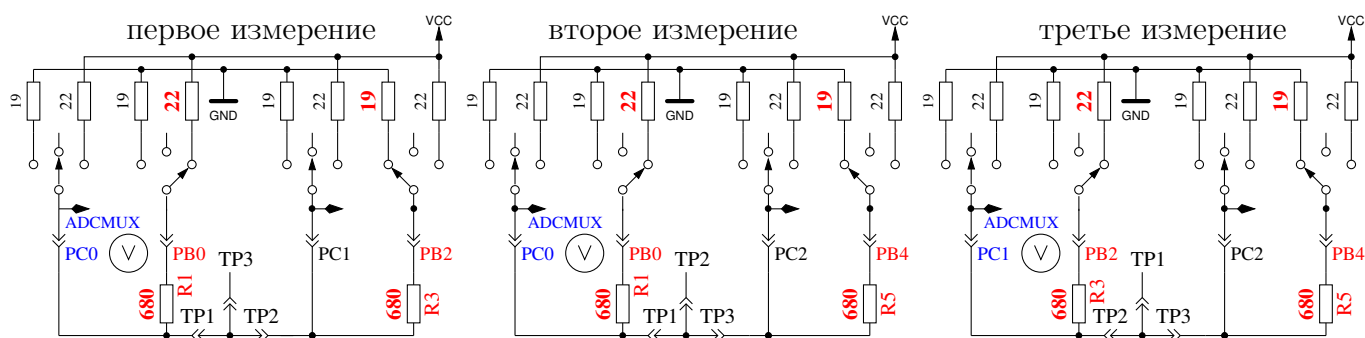 первое измерение
VCC
19
22
19
22
GND
19
22
19
22
ADCMUX
PC0
V
PB0
TP3
PC1
PB2
680
R1
680
R3
TP1
TP2
второе измерение
VCC
19
22
19
22
GND
19
22
19
22
ADCMUX
PC0
V
PB0
TP2
PC2
PB4
680
R1
680
R5
TP1
TP3
третье измерение
VCC
19
22
19
22
GND
19
22
19
22
ADCMUX
PC1
V
PB2
TP1
PC2
PB4
680
R3
680
R5
TP2
TP3